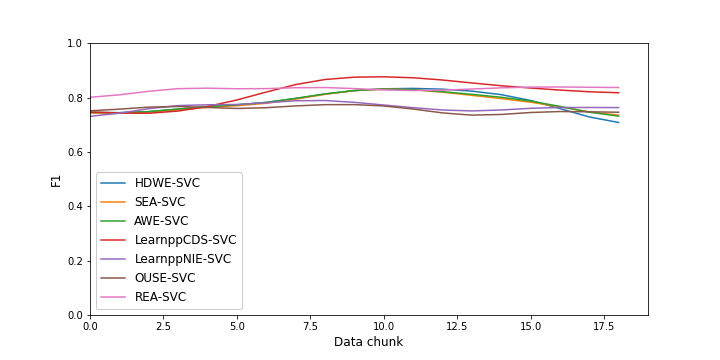 1.0
0.8
0.6
0.4
0.2
0.0
F1
HDWE-SVC
SEA-SVC
AWE-SVC
LearnppCDS-SVC
LearnppNIE-SVC
OUSE-SVC
REA-SVC
0.0 2.5 5.0 7.5 10.0 12.5 15.0 17.5
Data chunk